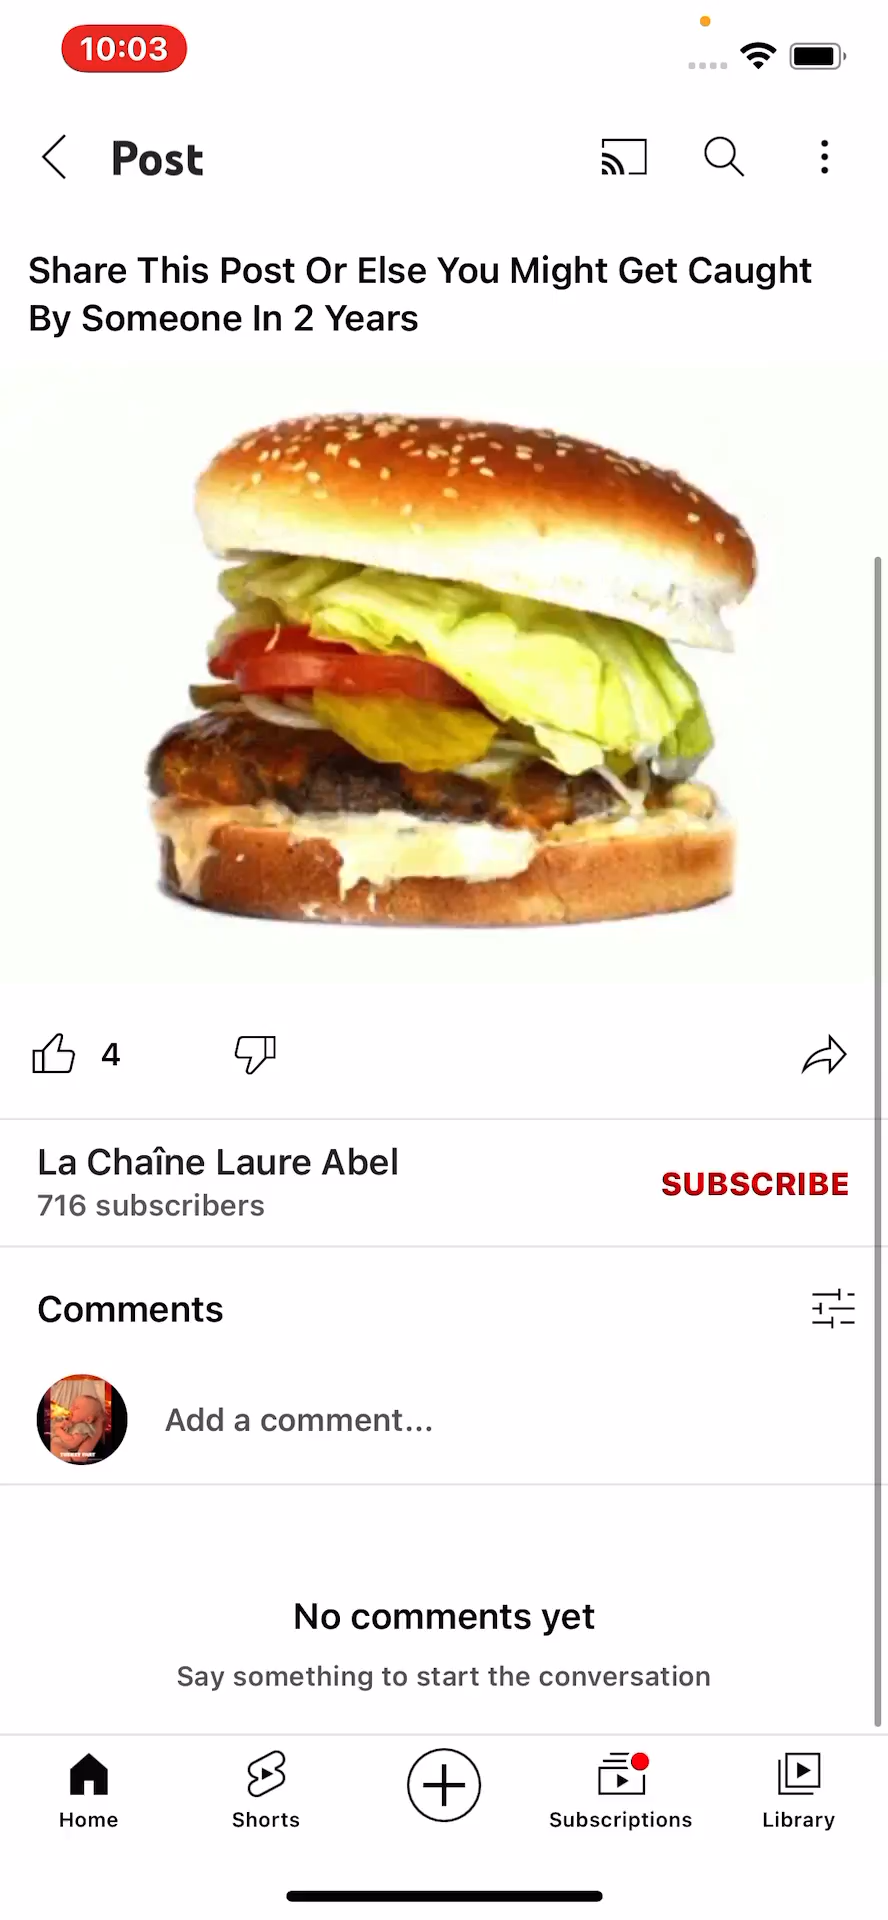 10:03
Post
Share This Post Or Else You Might Get Caught
By Someone In 2 Years
4
La Chaîne Laure Abel
716 subscribers
SUBSCRIBE
Comments
Add a comment...
No comments yet
Say something to start the conversation
Home
Shorts
Subscriptions
Library